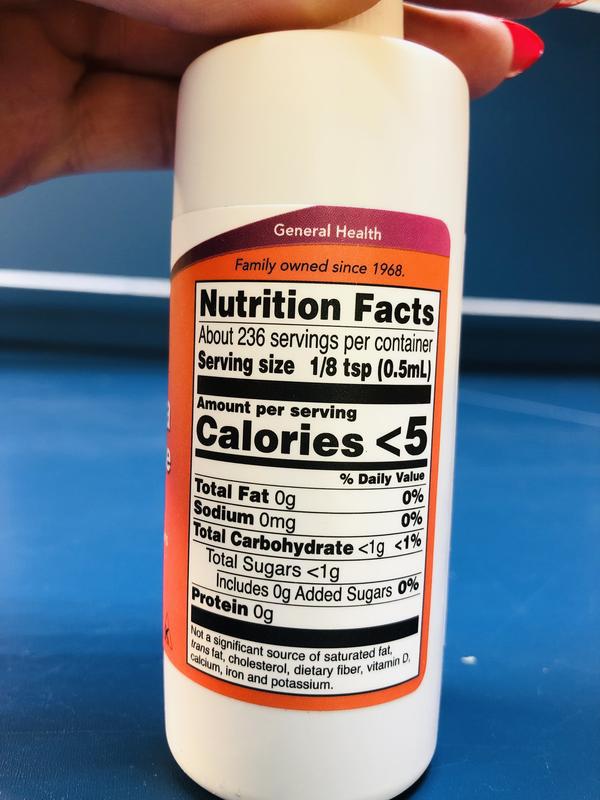 General Health
Family owned since 1968.
Nutrition Facts
About 236 servings per container
Serving size 1/8 tsp (0.5mL)
Amount per serving
Calories <5
% Daily Value
Total Fat 0g 0%
Sodium 0mg 0%
Total Carbohydrate <1g <1%
Total Sugars <1g
Includes 0g Added Sugars 0%
Protein 0g
Not a significant source of saturated fat,
trans fat, cholesterol, dietary fiber, vitamin D,
calcium, iron and potassium.